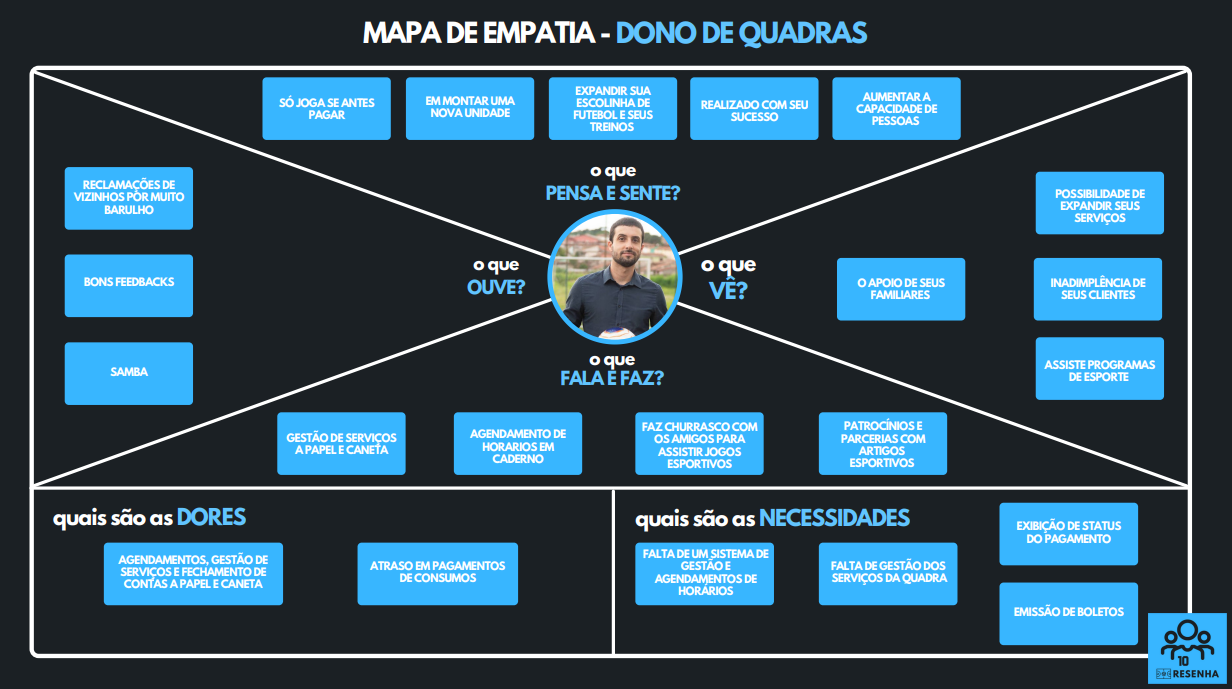 MAPA DE EMPATIA - DONO DE QUADRAS
SÓ JOGA SE ANTES
PAGAR
EM MONTAR UMA
NOVA UNIDADE
EXPANDIR SUA
ESCOLINHA DE
FUTEBOL E SEUS
TREINOS
REALIZADO COM SEU
SUCESSO
AUMENTAR A
CAPACIDADE DE
PESSOAS
o que
PENSA E SENTE?
RECLAMAÇÕES DE
VIZINHOS POR MUITO
BARULHO
BONS FEEDBACKS
SAMBA
o que
OUVE?
o que
VÊ?
O APOIO DE SEUS
FAMILIARES
POSSIBILIDADE DE
EXPANDIR SEUS
SERVIÇOS
INADIMPLÊNCIA DE
SEUS CLIENTES
ASSISTE PROGRAMAS
DE ESPORTE
o que
FALA E FAZ?
GESTÃO DE SERVIÇOS
A PAPEL E CANETA
AGENDAMENTO DE
HORARIOS EM
CADERNO
FAZ CHURRASCO COM
OS AMIGOS PARA
ASSISTIR JOGOS
ESPORTIVOS
PATROCÍNIOS E
PARCERIAS COM
ARTIGOS
ESPORTIVOS
quais são as DORES
AGENDAMENTOS, GESTÃO DE
SERVIÇOS E FECHAMENTO DE
CONTAS A PAPEL E CANETA
ATRASO EM PAGAMENTOS
DE CONSUMOS
quais são as NECESSIDADES
FALTA DE UM SISTEMA DE
GESTÃO E
AGENDAMENTOS DE
HORÁRIOS
FALTA DE GESTÃO DOS
SERVIÇOS DA QUADRA
EXIBIÇÃO DE STATUS
DO PAGAMENTO
EMISSÃO DE BOLETOS
10
RESENHA